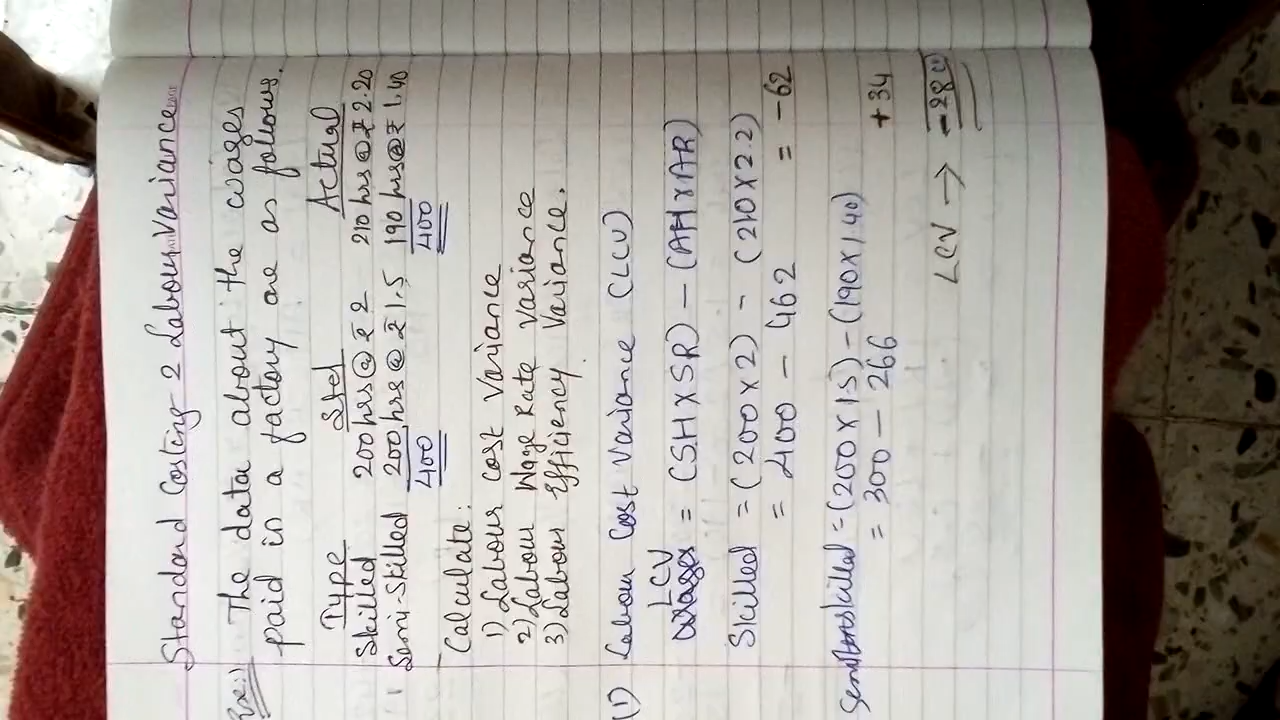 Standard Costing-2 Labour Variance
Ex:1) The data about the wages
paid in a factory are as follows.
Type Std Actual
Skilled 200 hrs @ ₹ 2 210 hrs @ ₹ 2.20
Semi-Skilled 200 hrs @ ₹ 1.5 190 hrs @ ₹ 1.40
400 400
Calculate:
1) Labour cost variance
2) Labour Wage Rate Variance
3) Labour Efficiency Variance.
(1) Labour Cost Variance (LCV)
LCV = (SH X SR) - (AH X AR)
Skilled = (200 X 2) - (210 X 2.2)
= 400 - 462 = -62
Semiskilled = (200 X 1.5) - (190 X 1.40)
= 300 - 266 +34
LCV → -28